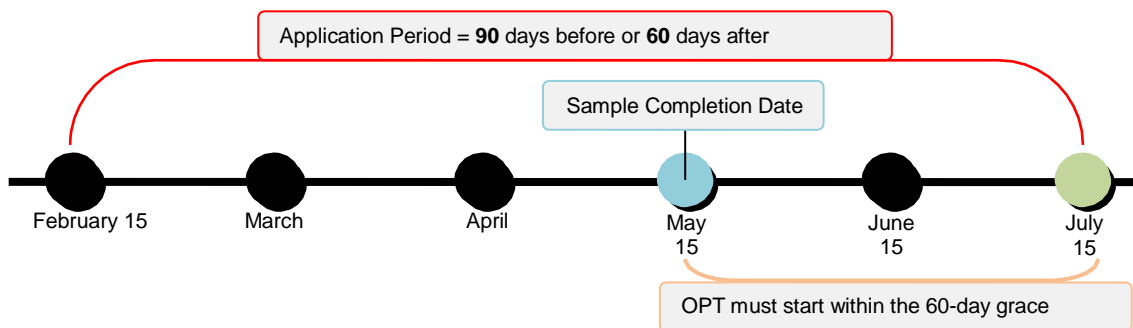 Application Period = 90 days before or 60 days after
Sample Completion Date
February 15
March
April
May
15
June
15
July
15
OPT must start within the 60-day grace